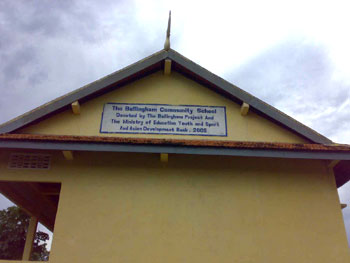 The Bellingham Community School
Donated by The Bellingham Project and
The Ministry of Education Youth and Sport
And Asian Development Bank : 2005